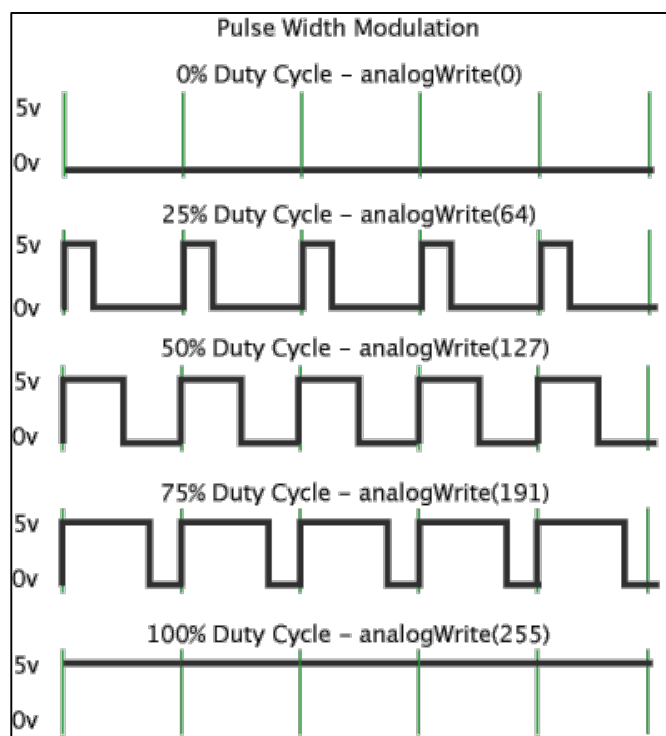 Pulse Width Modulation
0% Duty Cycle – analogWrite(0)
5v
0v
25% Duty Cycle – analogWrite(64)
5v
0v
50% Duty Cycle – analogWrite(127)
5v
0v
75% Duty Cycle – analogWrite(191)
5v
0v
100% Duty Cycle – analogWrite(255)
5v
0v